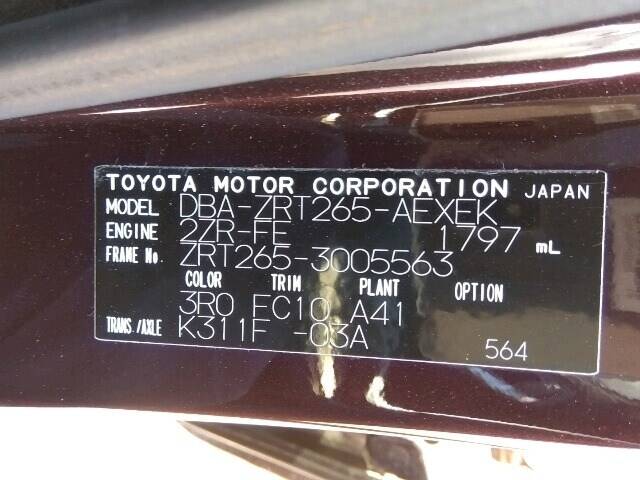 TOYOTA MOTOR CORPORATION JAPAN
MODEL DBA-ZRT265-AEXEK
ENGINE 2ZR-FE 1797 mL
FRAME No. ZRT265-3005563
COLOR TRIM PLANT OPTION
3R0 FC10 A41
TRANS./AXLE K311F -03A
564